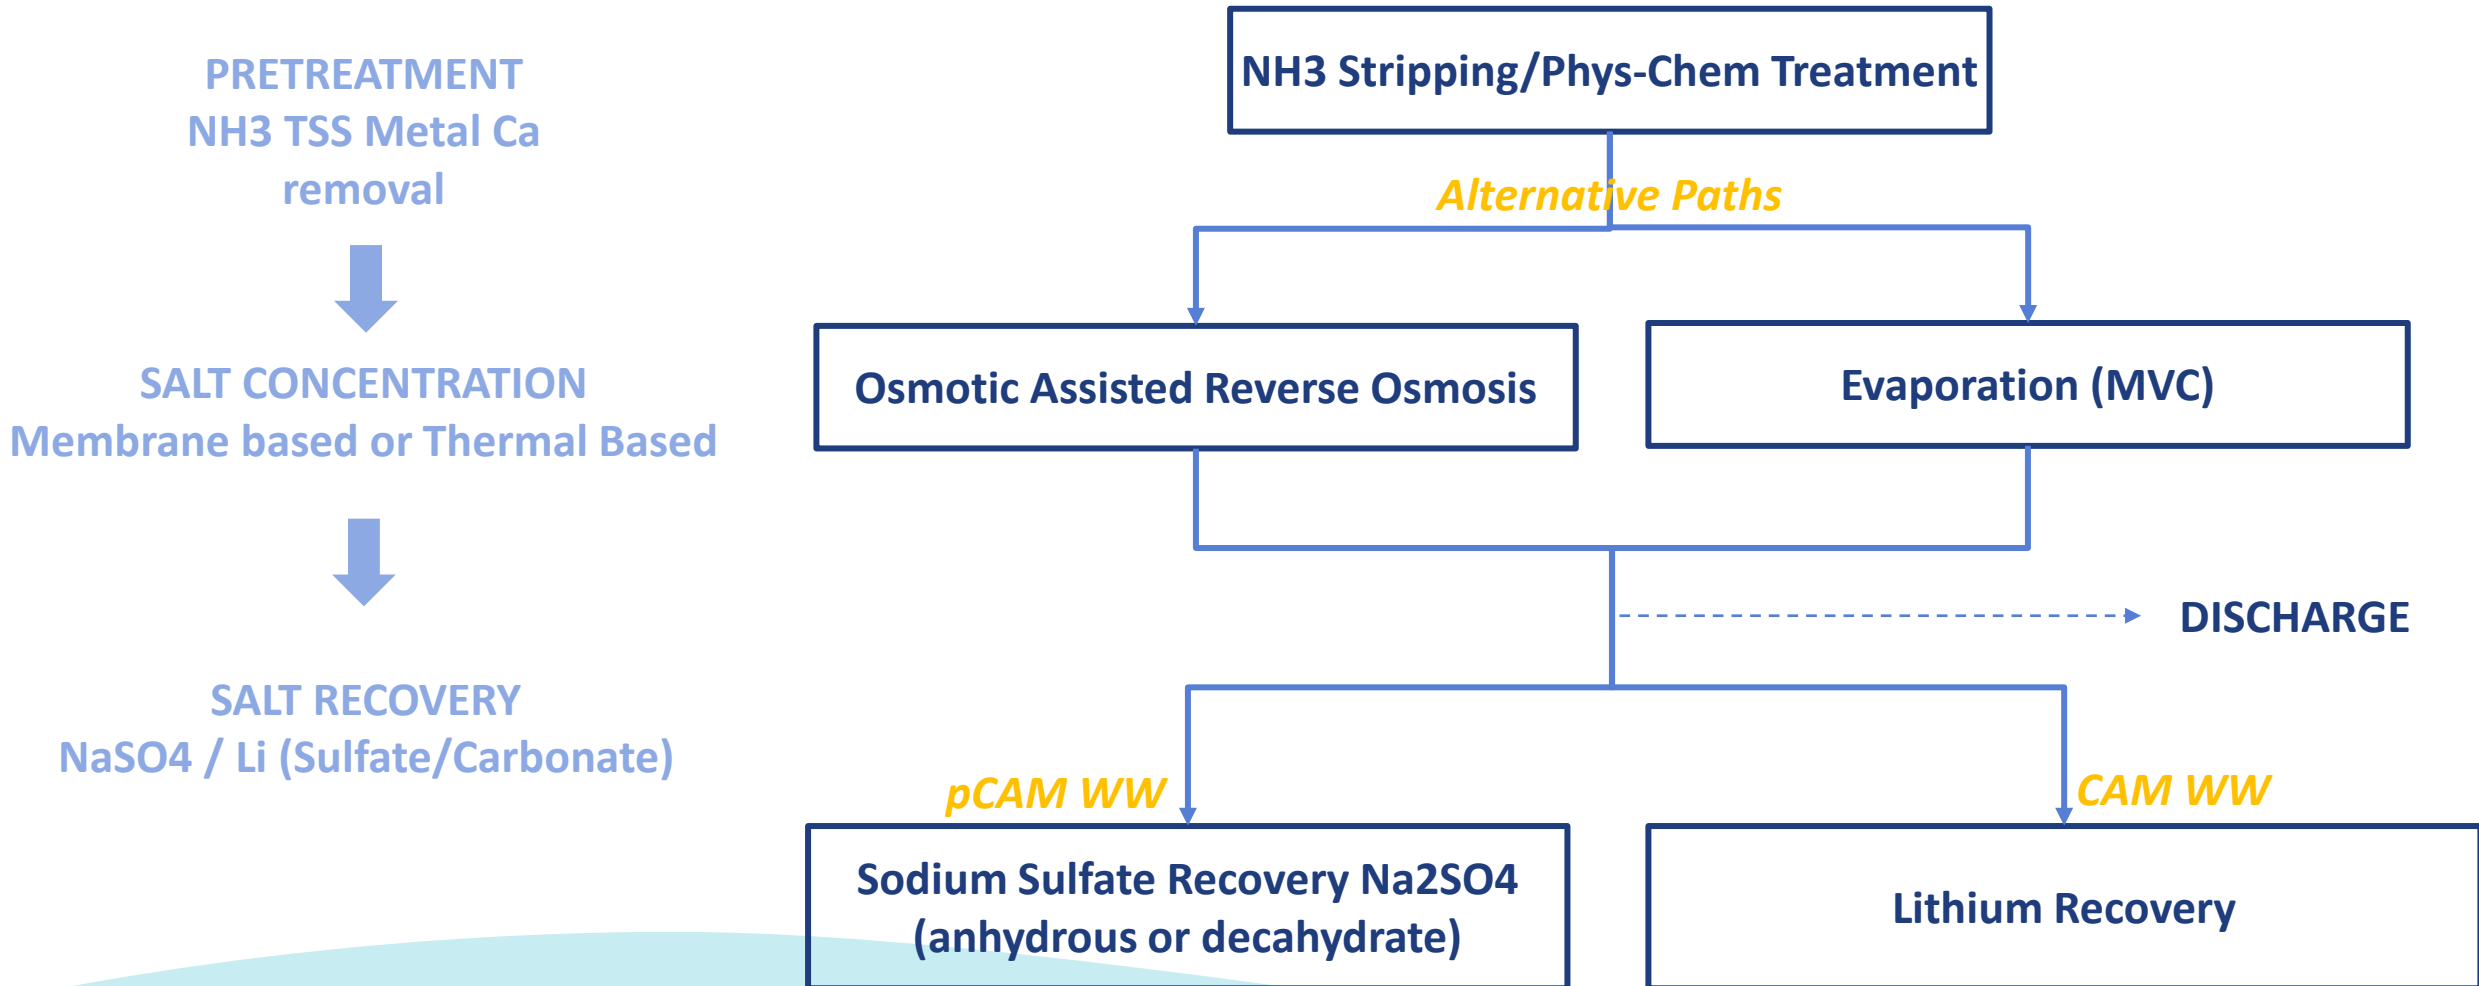 PRETREATMENT
NH3 TSS Metal Ca
removal
SALT CONCENTRATION
Membrane based or Thermal Based
SALT RECOVERY
NaSO4 / Li (Sulfate/Carbonate)
NH3 Stripping/Phys-Chem Treatment
Alternative Paths
Osmotic Assisted Reverse Osmosis
Evaporation (MVC)
DISCHARGE
pCAM WW
CAM WW
Sodium Sulfate Recovery Na2SO4
(anhydrous or decahydrate)
Lithium Recovery